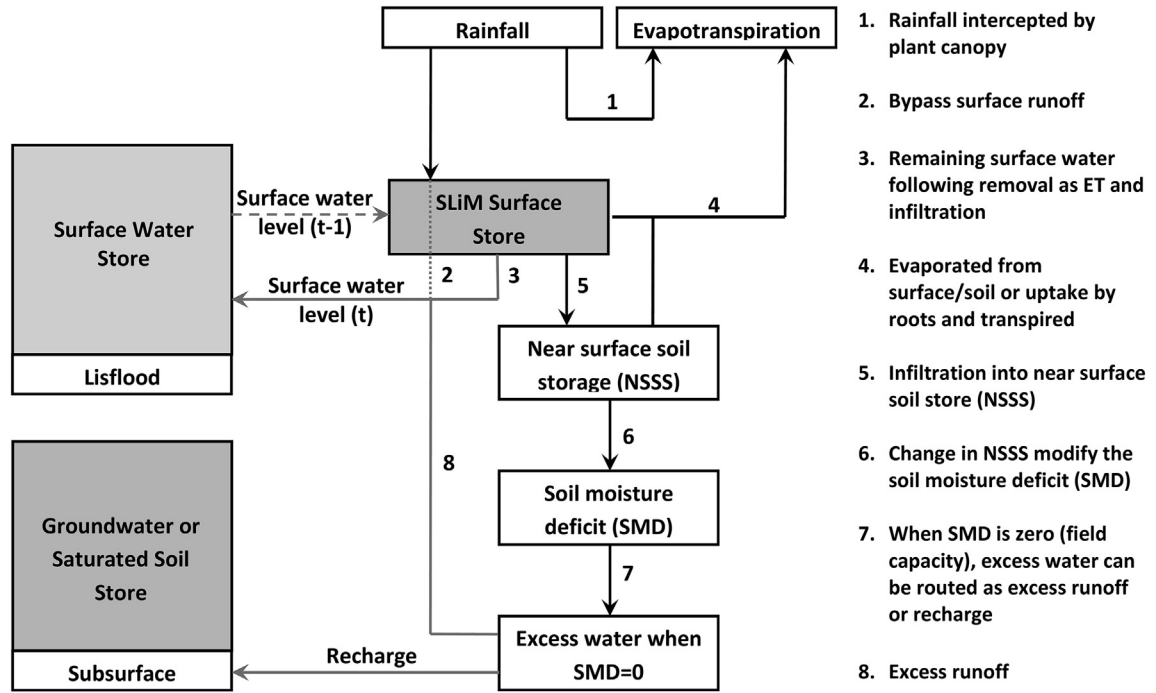 Rainfall
Evapotranspiration
1
SLiM Surface
Store
4
Surface Water
Store
Surface water
level (t-1)
2
3
5
Surface water
level (t)
Lisflood
Near surface soil
storage (NSSS)
6
8
Soil moisture
deficit (SMD)
Groundwater or
Saturated Soil
Store
7
Excess water when
SMD=0
Recharge
Subsurface
1. Rainfall intercepted by
plant canopy
2. Bypass surface runoff
3. Remaining surface water
following removal as ET and
infiltration
4. Evaporated from
surface/soil or uptake by
roots and transpired
5. Infiltration into near surface
soil store (NSSS)
6. Change in NSSS modify the
soil moisture deficit (SMD)
7. When SMD is zero (field
capacity), excess water can
be routed as excess runoff
or recharge
8. Excess runoff